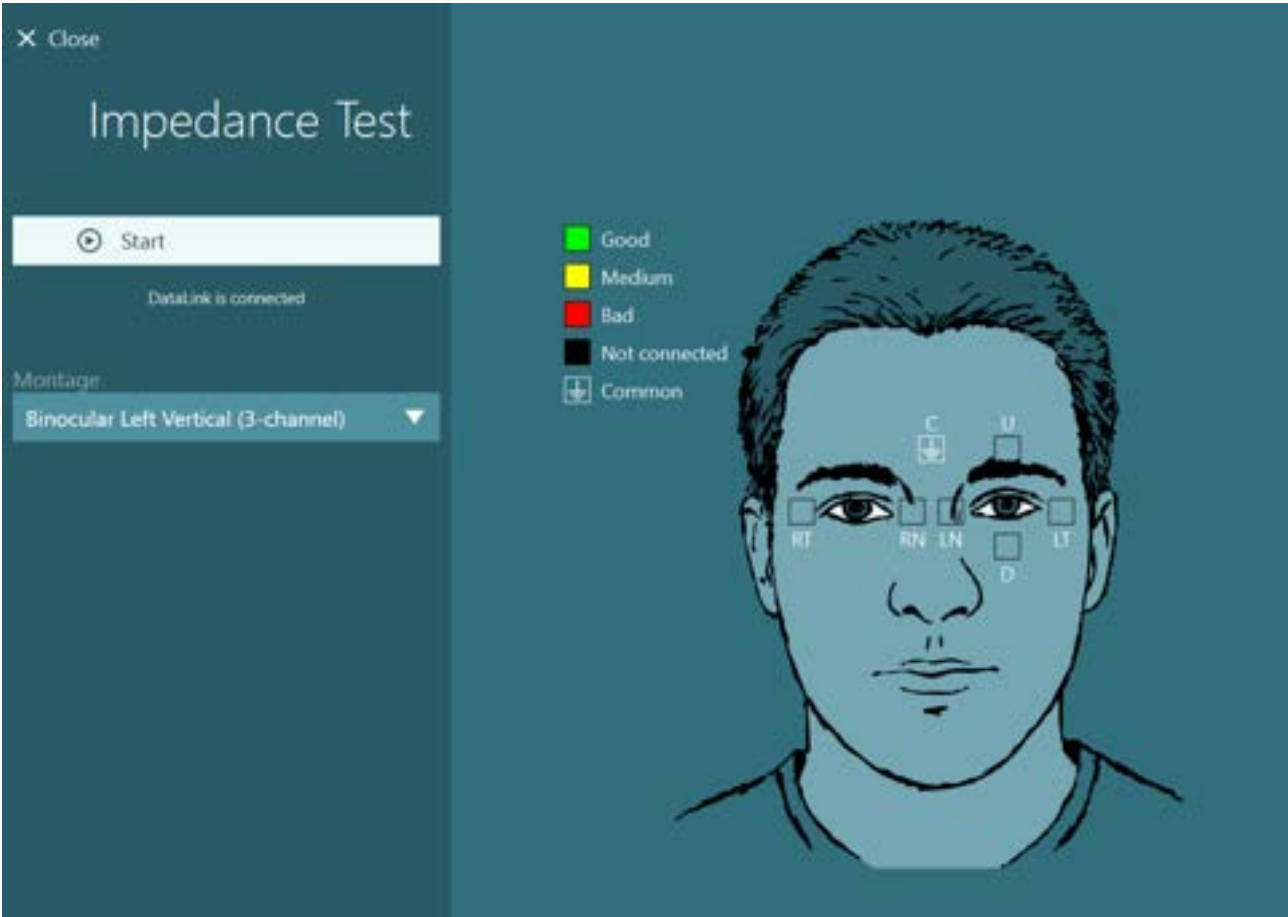 Close
Impedance Test
Start
DataLink is connected
Montage
Binocular Left Vertical (3-channel)
Good
Medium
Bad
Not connected
Common
C
U
RT
RN
LN
LT
D